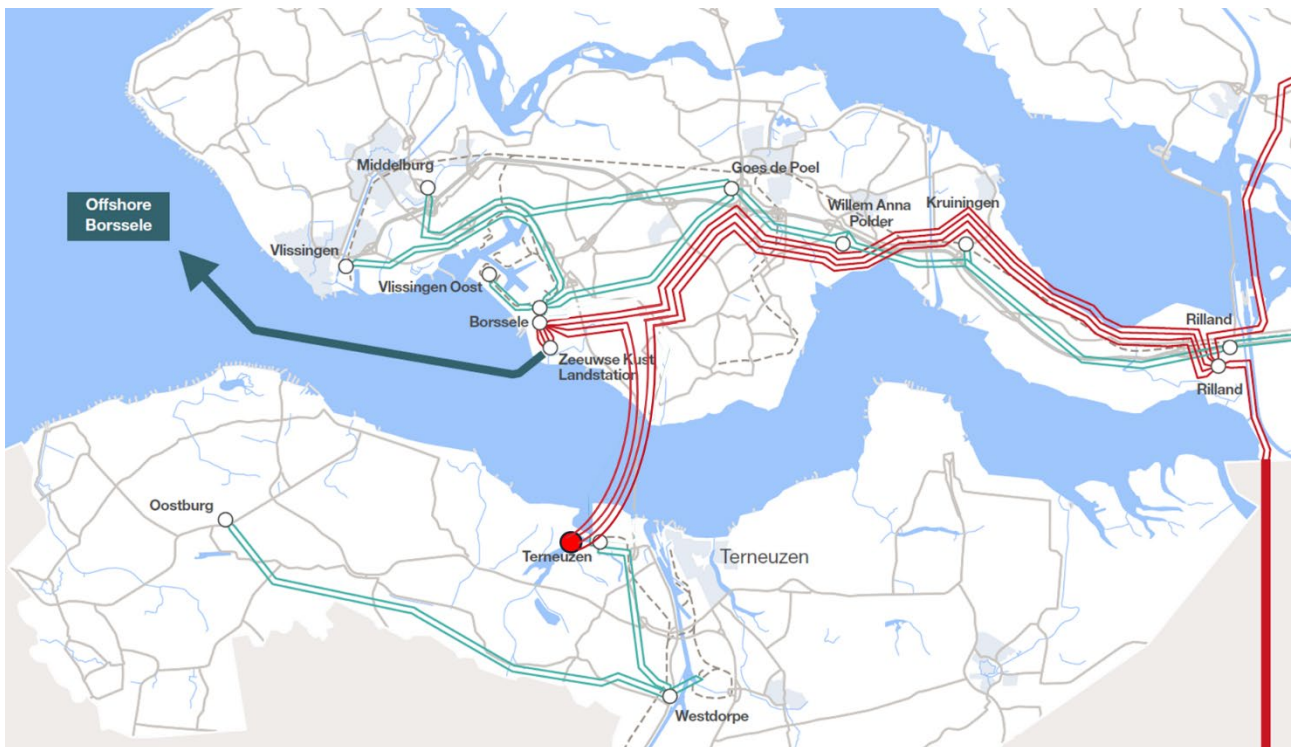 Middelburg
Goes de Poel
Offshore
Borssele
Willem Anna
Polder
Kruiningen
Vlissingen
Vlissingen Oost
Borssele
Rilland
Zeeuwse Kust
Landstation
Rilland
Oostburg
Terneuzen
Terneuzen
Westdorpe